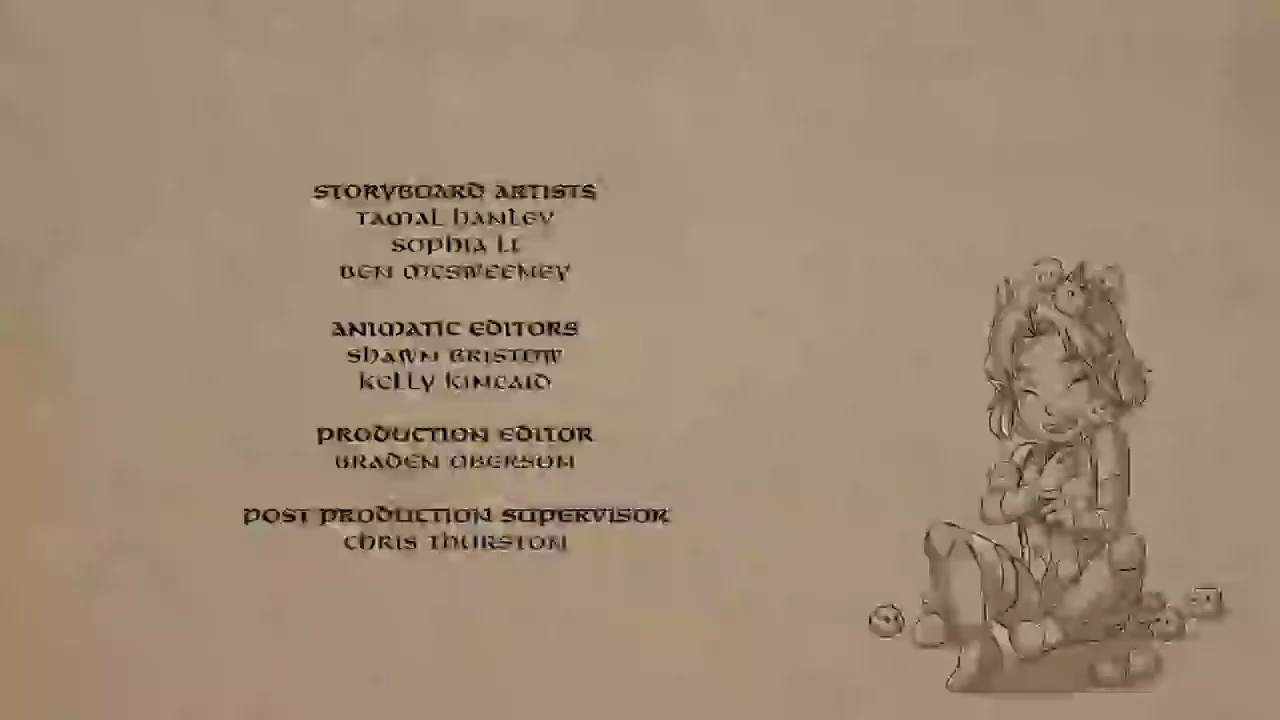 STORYBOARD ARTISTS
TAMAL HANLEY
SOPHIA LI
BEN MCSWEENEY
ANIMATIC EDITORS
SHAWN BRISTOW
KELLY KINCAID
PRODUCTION EDITOR
BRADEN OBERSON
POST PRODUCTION SUPERVISOR
CHRIS THURSTON